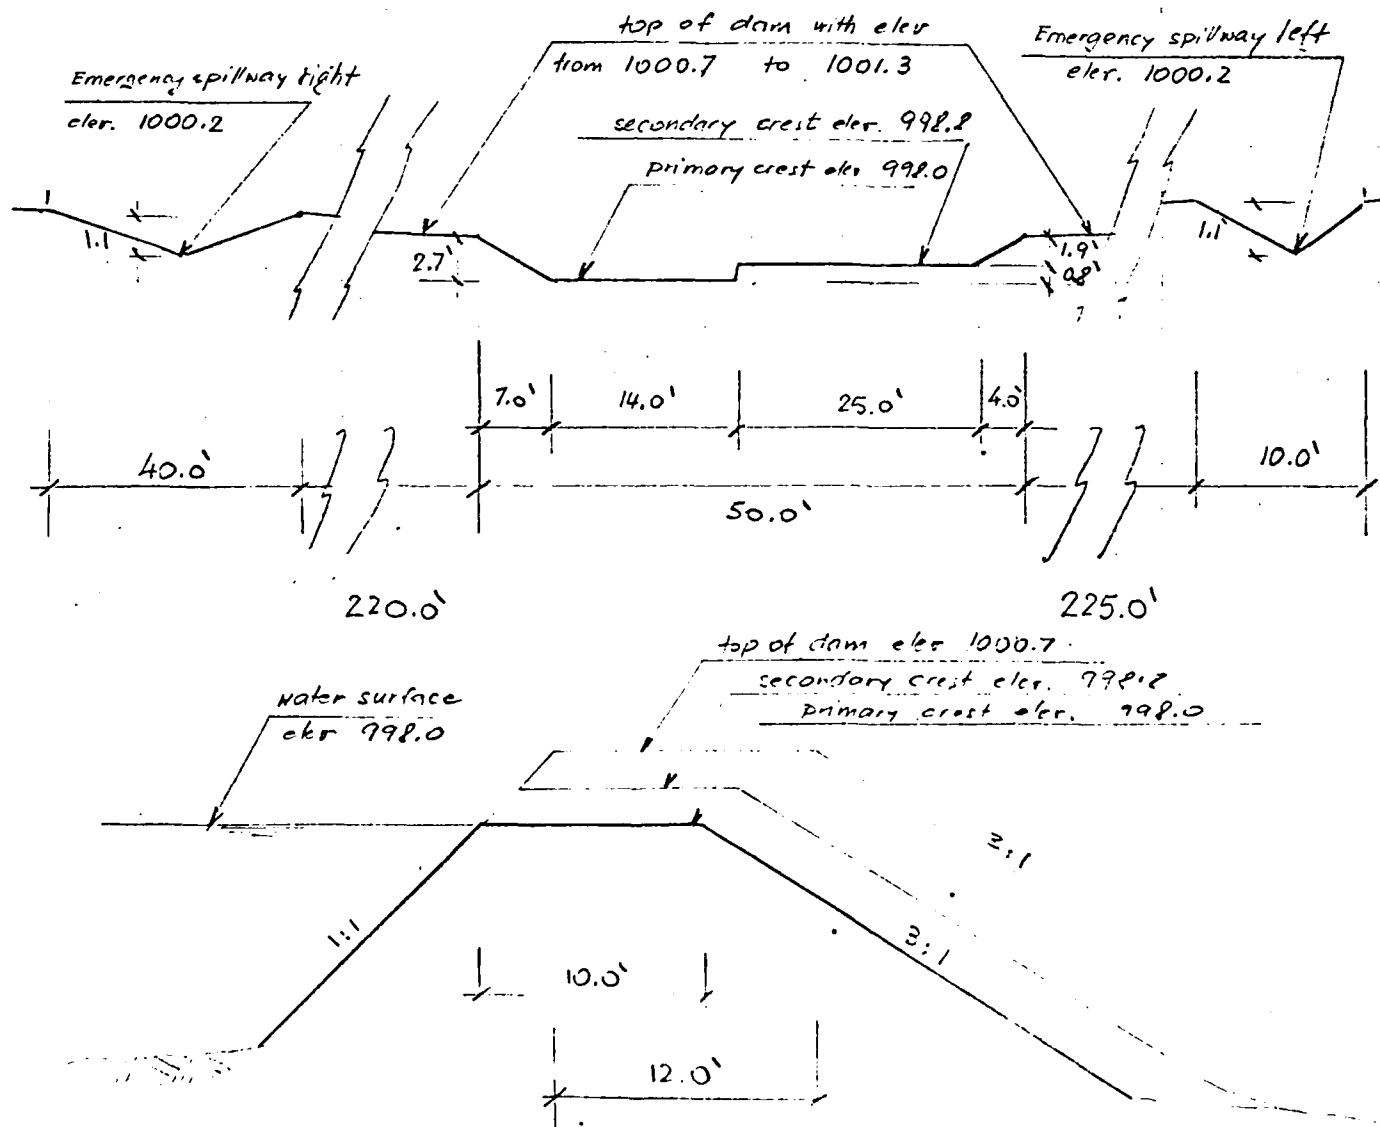 top of dam with elev
from 1000.7 to 1001.3
Emergency spillway left
elev. 1000.2
Emergency spillway right
elev. 1000.2
secondary crest elev. 998.8
primary crest elev 998.0
1.1
2.7'
1.9'
0.8'
1.1'
7.0'
14.0'
25.0'
4.0'
40.0'
50.0'
10.0'
220.0'
225.0'
top of dam elev 1000.7
secondary crest elev. 998.8
primary crest elev. 998.0
water surface
elev 998.0
3:1
1:1
3:1
10.0'
12.0'